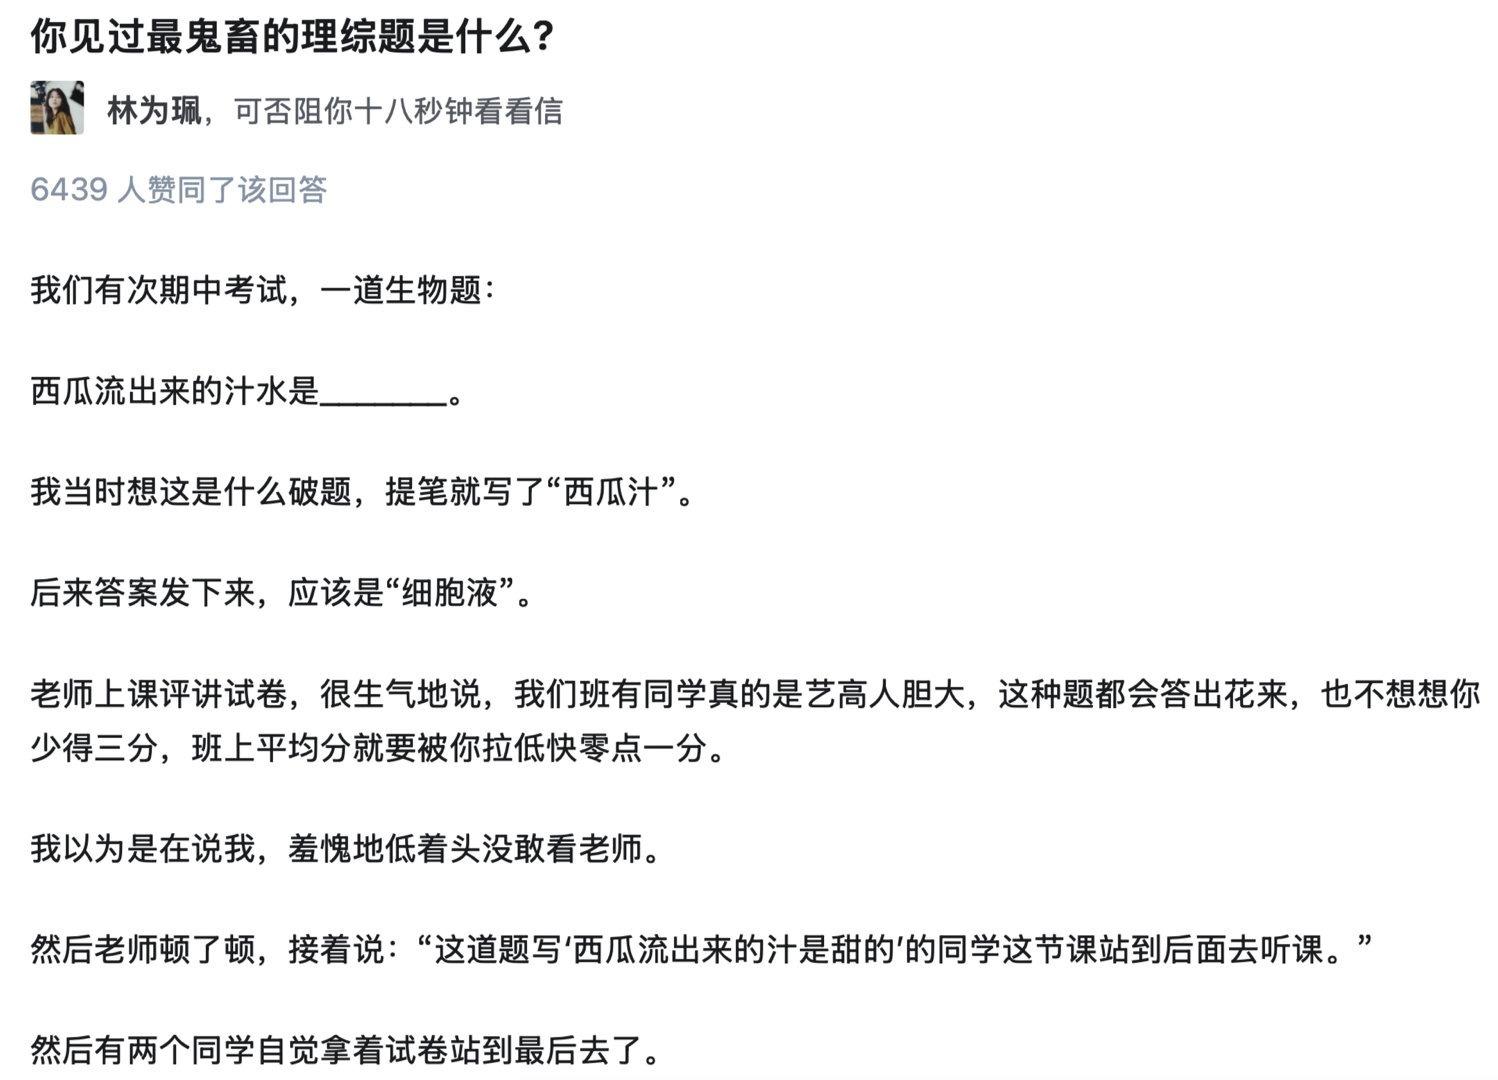 你见过最鬼畜的理综题是什么?
林为珮，可否阻你十八秒钟看看信
6439 人赞同了该回答
我们有次期中考试，一道生物题：
西瓜流出来的汁水是_______。
我当时想这是什么破题，提笔就写了“西瓜汁”。
后来答案发下来，应该是“细胞液”。
老师上课评讲试卷，很生气地说，我们班有同学真的是艺高人胆大，这种题都会答出花来，也不想想你
少得三分，班上平均分就要被你拉低快零点一分。
我以为是在说我，羞愧地低着头没敢看老师。
然后老师顿了顿，接着说：“这道题写‘西瓜流出来的汁是甜的’的同学这节课站到后面去听课。”
然后有两个同学自觉拿着试卷站到最后去了。